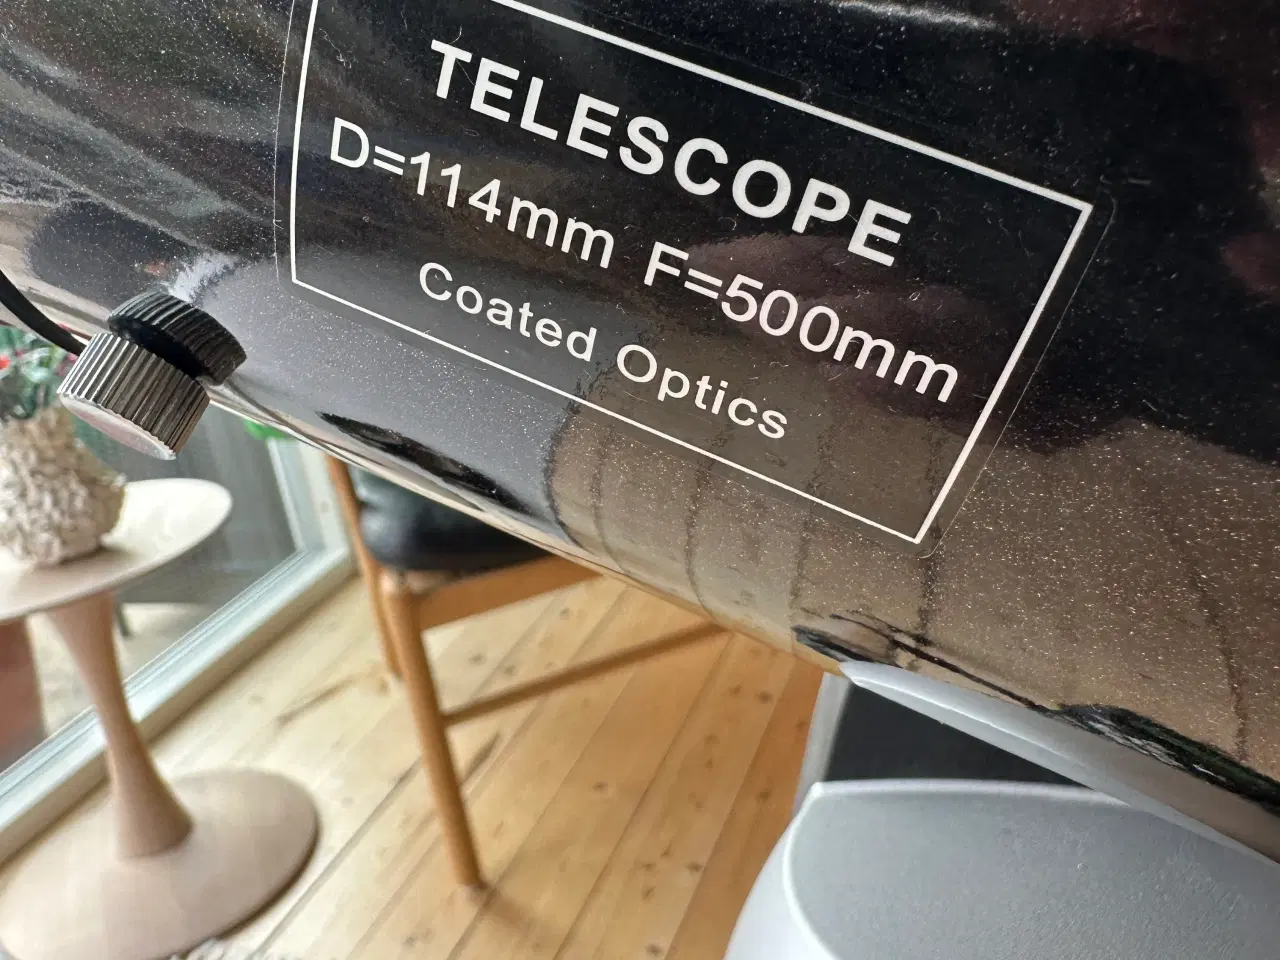 TELESCOPE
D=114mm F=500mm
Coated Optics